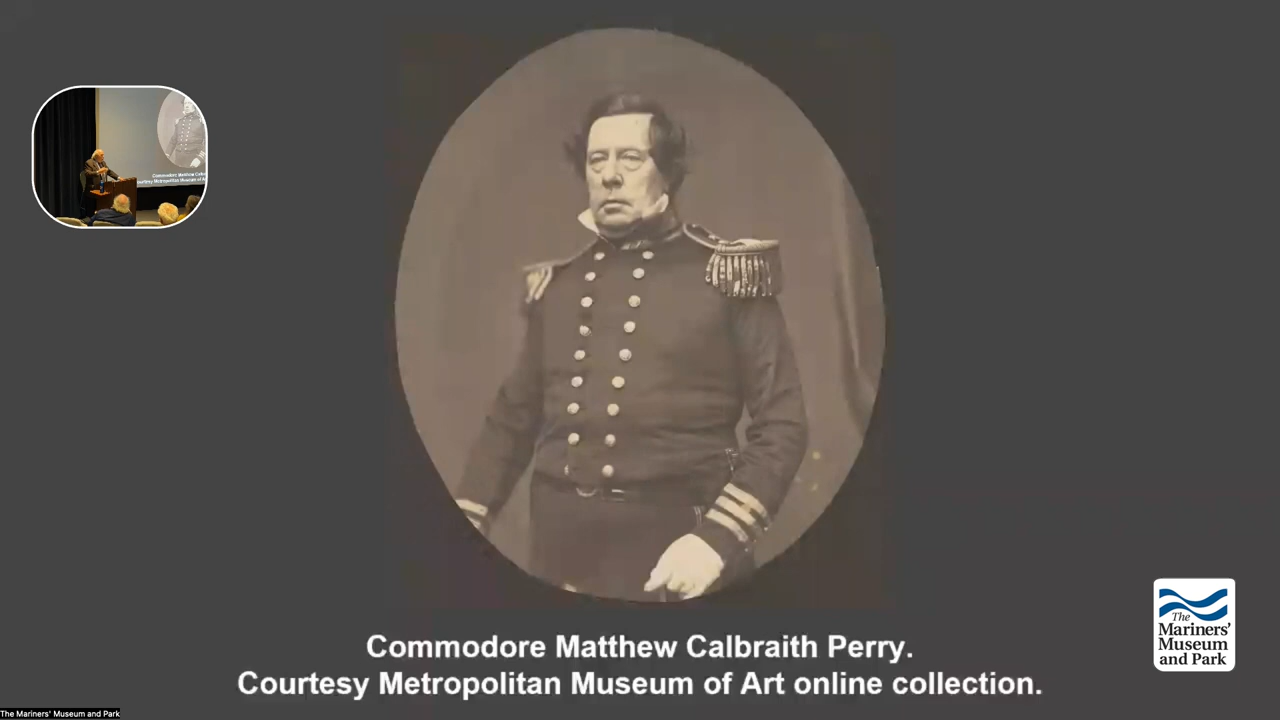 Commodore Matthew Calbraith Perry.
Courtesy Metropolitan Museum of Art online collection.
The
Mariners'
Museum
and Park
The Mariners' Museum and Park